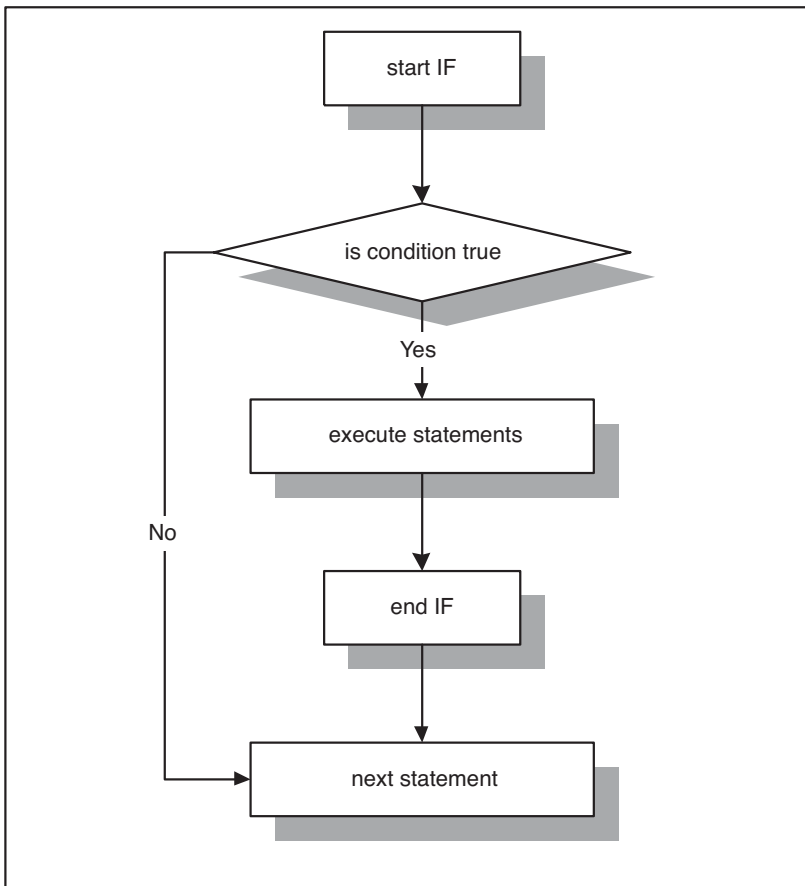 start IF
is condition true
Yes
execute statements
No
end IF
next statement